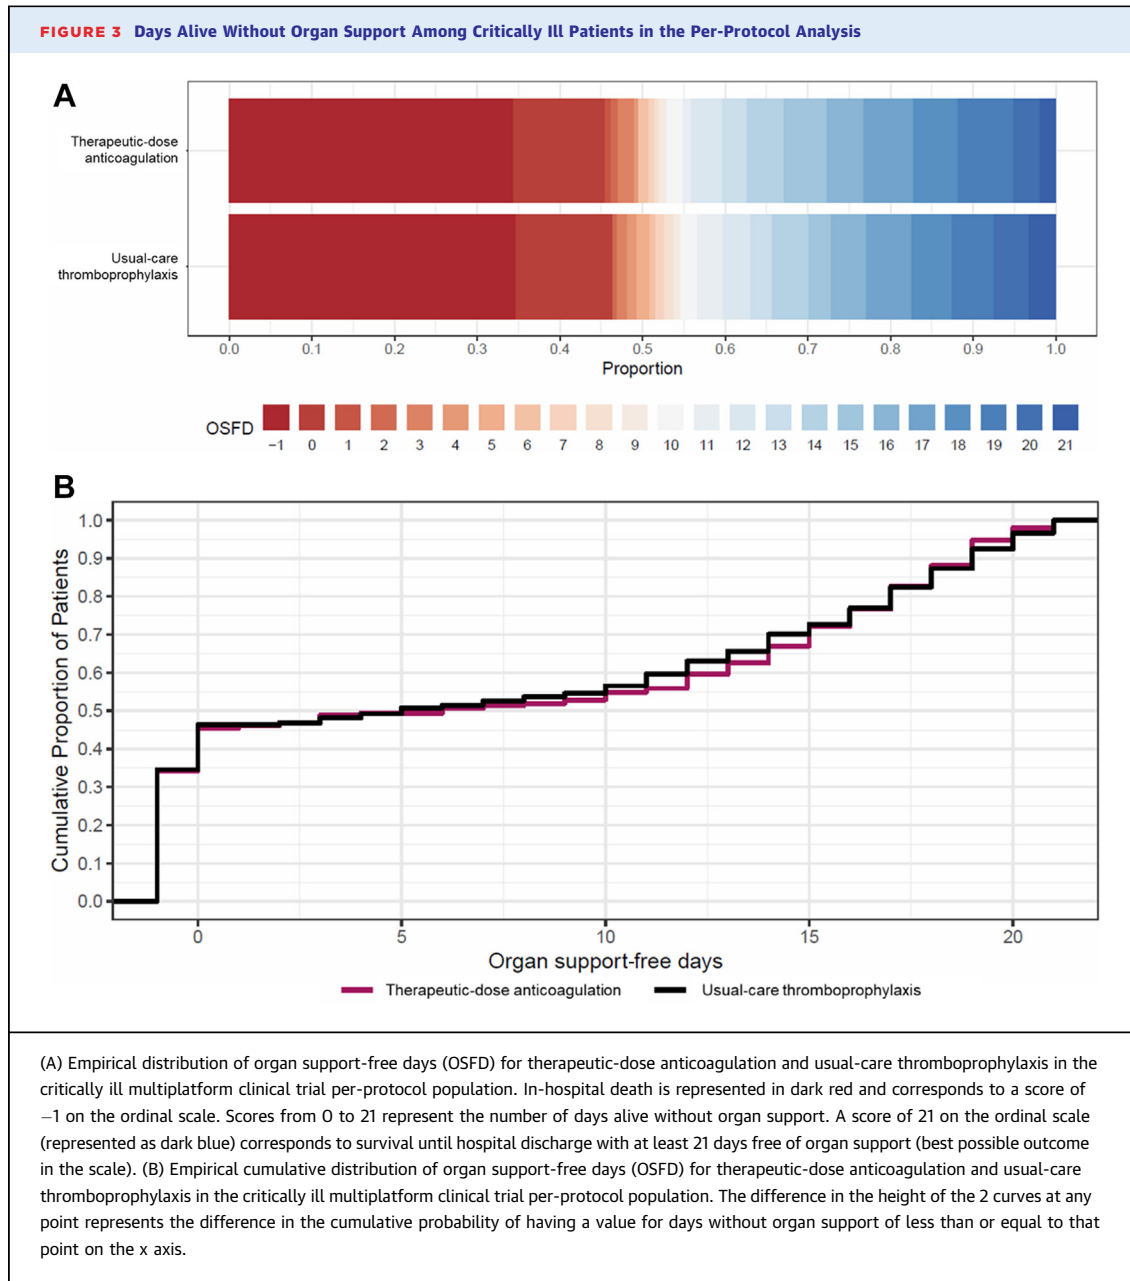 FIGURE 3 Days Alive Without Organ Support Among Critically Ill Patients in the Per-Protocol Analysis
A
Therapeutic-dose
anticoagulation
Usual-care
thromboprophylaxis
0.0 0.1 0.2 0.3 0.4 0.5 0.6 0.7 0.8 0.9 1.0
Proportion
OSFD
−1 0 1 2 3 4 5 6 7 8 9 10 11 12 13 14 15 16 17 18 19 20 21
B
Cumulative Proportion of Patients
1.0
0.9
0.8
0.7
0.6
0.5
0.4
0.3
0.2
0.1
0.0
0 5 10 15 20
Organ support-free days
Therapeutic-dose anticoagulation Usual-care thromboprophylaxis
(A) Empirical distribution of organ support-free days (OSFD) for therapeutic-dose anticoagulation and usual-care thromboprophylaxis in the
critically ill multiplatform clinical trial per-protocol population. In-hospital death is represented in dark red and corresponds to a score of
−1 on the ordinal scale. Scores from 0 to 21 represent the number of days alive without organ support. A score of 21 on the ordinal scale
(represented as dark blue) corresponds to survival until hospital discharge with at least 21 days free of organ support (best possible outcome
in the scale). (B) Empirical cumulative distribution of organ support-free days (OSFD) for therapeutic-dose anticoagulation and usual-care
thromboprophylaxis in the critically ill multiplatform clinical trial per-protocol population. The difference in the height of the 2 curves at any
point represents the difference in the cumulative probability of having a value for days without organ support of less than or equal to that
point on the x axis.